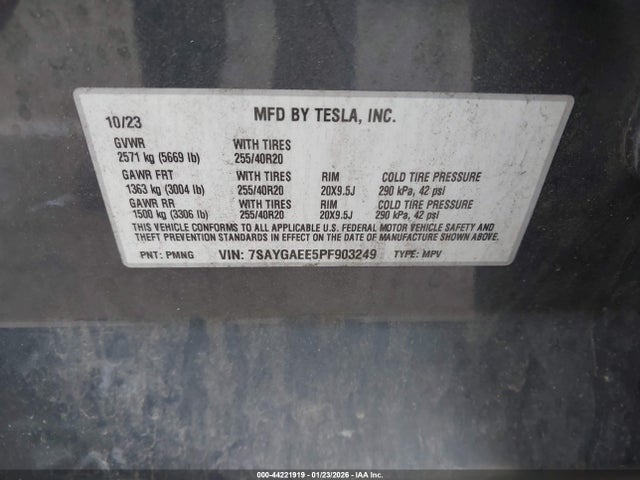 10/23 MFD BY TESLA, INC.
GVWR WITH TIRES
2571 kg (5669 lb) 255/40R20
GAWR FRT WITH TIRES RIM COLD TIRE PRESSURE
1363 kg (3004 lb) 255/40R20 20X9.5J 290 kPa, 42 psi
GAWR RR WITH TIRES RIM COLD TIRE PRESSURE
1500 kg (3306 lb) 255/40R20 20X9.5J 290 kPa, 42 psi
THIS VEHICLE CONFORMS TO ALL APPLICABLE U.S. FEDERAL MOTOR VEHICLE SAFETY AND
THEFT PREVENTION STANDARDS IN EFFECT ON THE DATE OF MANUFACTURE SHOWN ABOVE.
PNT: PMNG VIN: 7SAYGAEE5PF903249 TYPE: MPV
000-44221919 - 01/23/2026 - IAA Inc.